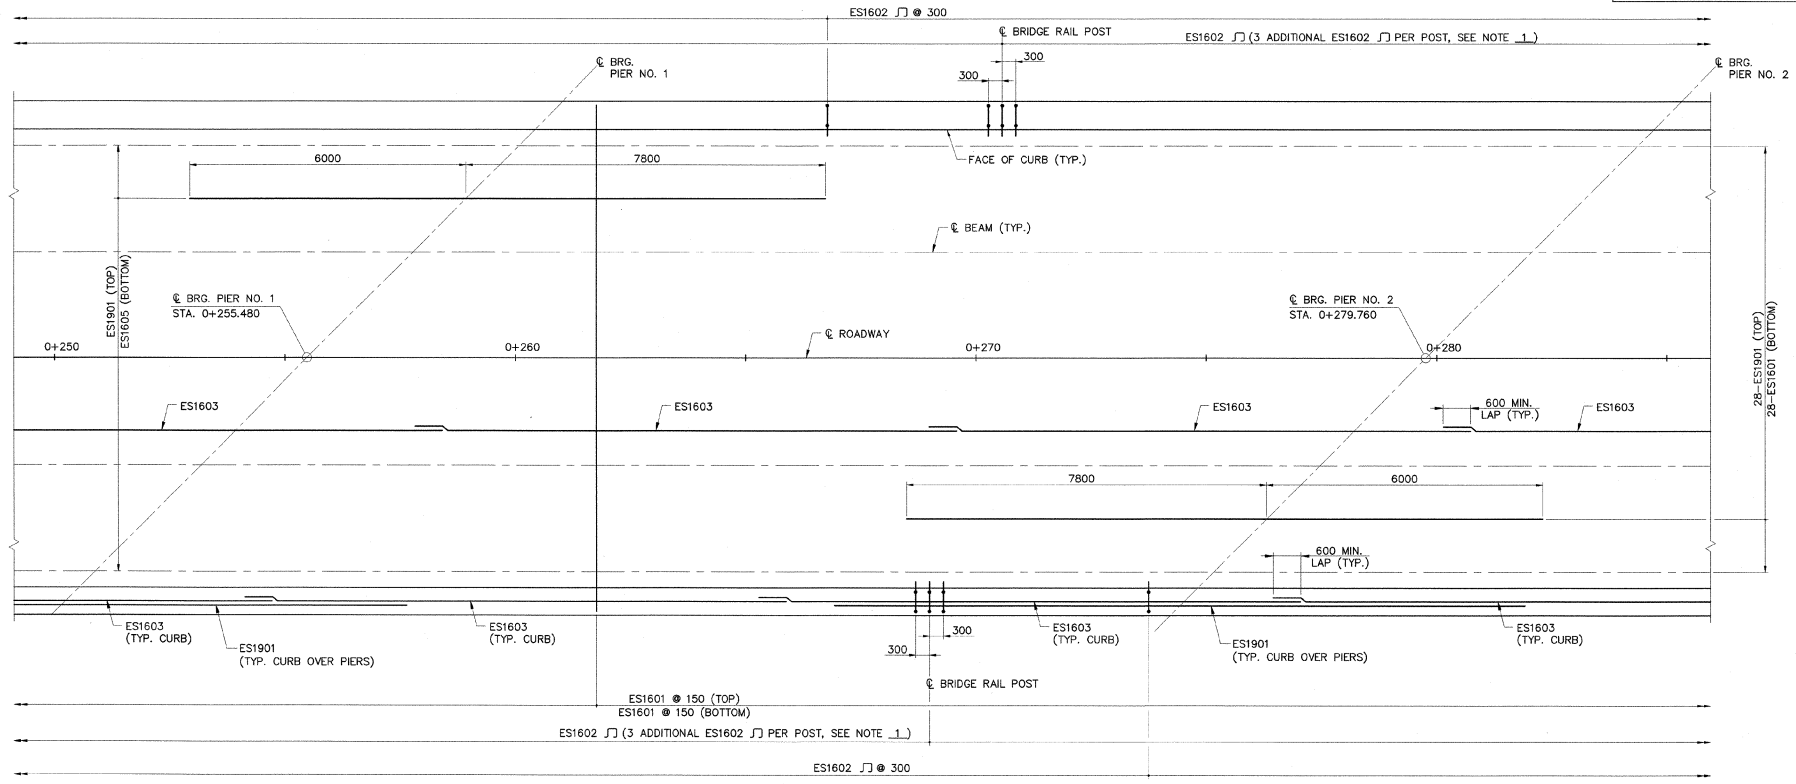 ES1602 @ 300
℄ BRIDGE RAIL POST
ES1602 (3 ADDITIONAL ES1602 PER POST, SEE NOTE 1)
℄ BRG.
PIER NO. 1
300
300
℄ BRG.
PIER NO. 2
FACE OF CURB (TYP.)
6000
7800
℄ BEAM (TYP.)
ES1901 (TOP)
ES1605 (BOTTOM)
℄ BRG. PIER NO. 1
STA. 0+255.480
℄ BRG. PIER NO. 2
STA. 0+279.760
℄ ROADWAY
0+250
0+260
0+270
0+280
28-ES1901 (TOP)
28-ES1601 (BOTTOM)
ES1603
ES1603
ES1603
600 MIN.
LAP (TYP.)
ES1603
7800
6000
600 MIN.
LAP (TYP.)
ES1603
(TYP. CURB)
ES1901
(TYP. CURB OVER PIERS)
ES1603
(TYP. CURB)
300
300
ES1603
(TYP. CURB)
ES1901
(TYP. CURB OVER PIERS)
ES1603
(TYP. CURB)
℄ BRIDGE RAIL POST
ES1601 @ 150 (TOP)
ES1601 @ 150 (BOTTOM)
ES1602 (3 ADDITIONAL ES1602 PER POST, SEE NOTE 1)
ES1602 @ 300